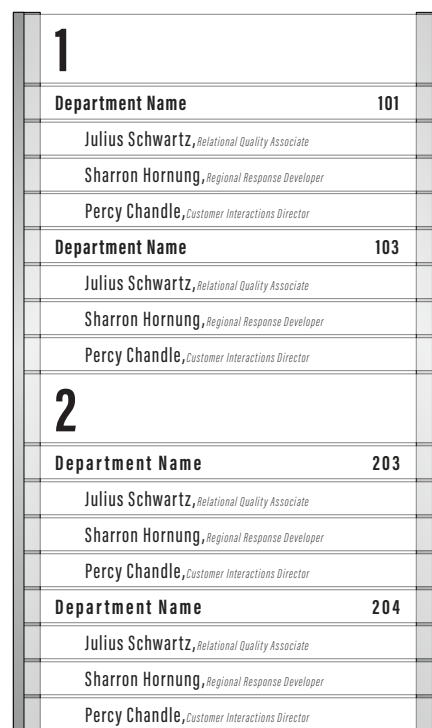 1
Department Name 101
Julius Schwartz, Relational Quality Associate
Sharron Hornung, Regional Response Developer
Percy Chandle, Customer Interactions Director
Department Name 103
Julius Schwartz, Relational Quality Associate
Sharron Hornung, Regional Response Developer
Percy Chandle, Customer Interactions Director
2
Department Name 203
Julius Schwartz, Relational Quality Associate
Sharron Hornung, Regional Response Developer
Percy Chandle, Customer Interactions Director
Department Name 204
Julius Schwartz, Relational Quality Associate
Sharron Hornung, Regional Response Developer
Percy Chandle, Customer Interactions Director